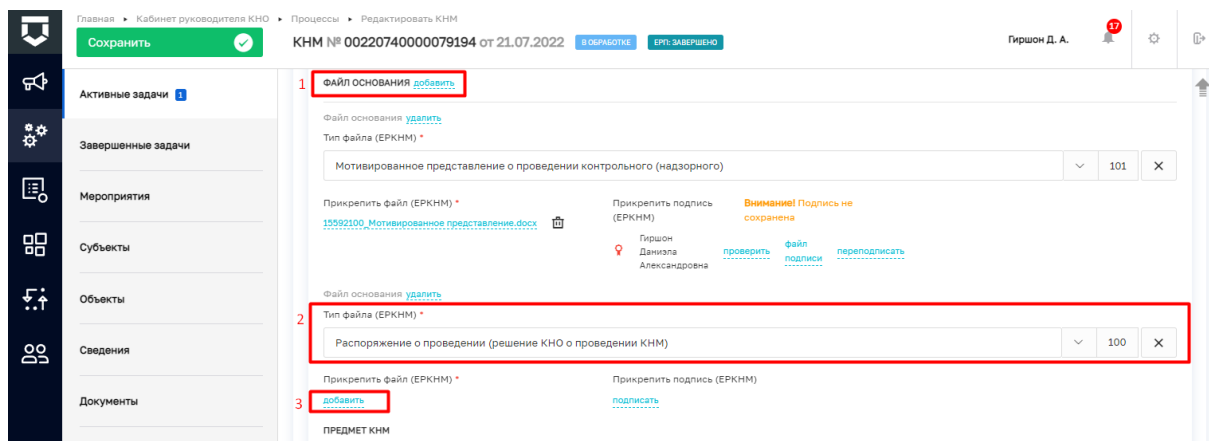 Главная ▸ Кабинет руководителя КНО ▸ Процессы ▸ Редактировать КНМ
Сохранить
КНМ № 00220740000079194 от 21.07.2022 В ОБРАБОТКЕ ЕРП: ЗАВЕРШЕНО
Гиршон Д. А.
17
Активные задачи 1
Завершенные задачи
Мероприятия
Субъекты
Объекты
Сведения
Документы
1 ФАЙЛ ОСНОВАНИЯ добавить
Файл основания удалить
Тип файла (ЕРКНМ) *
Мотивированное представление о проведении контрольного (надзорного) 101
Прикрепить файл (ЕРКНМ) *
15592100_Мотивированное представление.docx
Прикрепить подпись
(ЕРКНМ)
Внимание! Подпись не
сохранена
Гиршон
Даниэла
Александровна
проверить
файл
подписи
переподписать
Файл основания удалить
2 Тип файла (ЕРКНМ) *
Распоряжение о проведении (решение КНО о проведении КНМ) 100
Прикрепить файл (ЕРКНМ) * Прикрепить подпись (ЕРКНМ)
3 добавить подписать
ПРЕДМЕТ КНМ